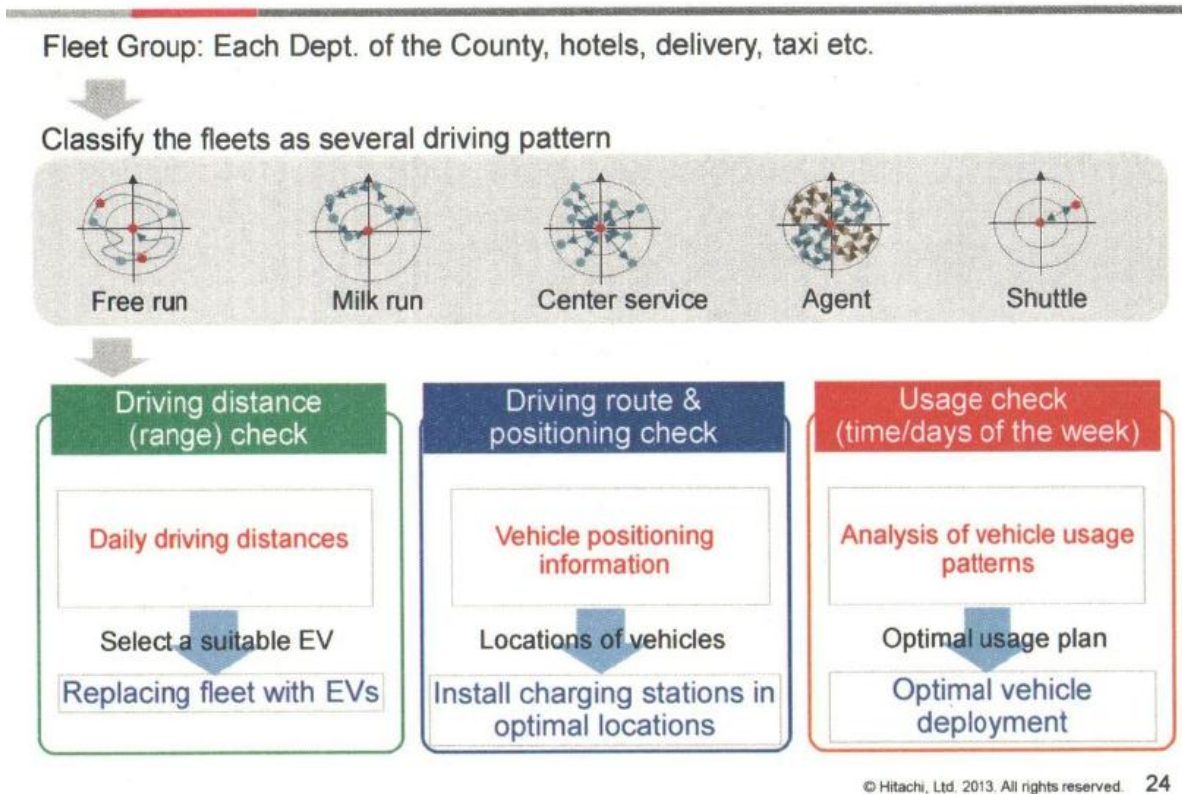 Fleet Group: Each Dept. of the County, hotels, delivery, taxi etc.
Classify the fleets as several driving pattern
Free run
Milk run
Center service
Agent
Shuttle
Driving distance
(range) check
Daily driving distances
Select a suitable EV
Replacing fleet with EVs
Driving route &
positioning check
Vehicle positioning
information
Locations of vehicles
Install charging stations in
optimal locations
Usage check
(time/days of the week)
Analysis of vehicle usage
patterns
Optimal usage plan
Optimal vehicle
deployment
© Hitachi, Ltd. 2013. All rights reserved. 24